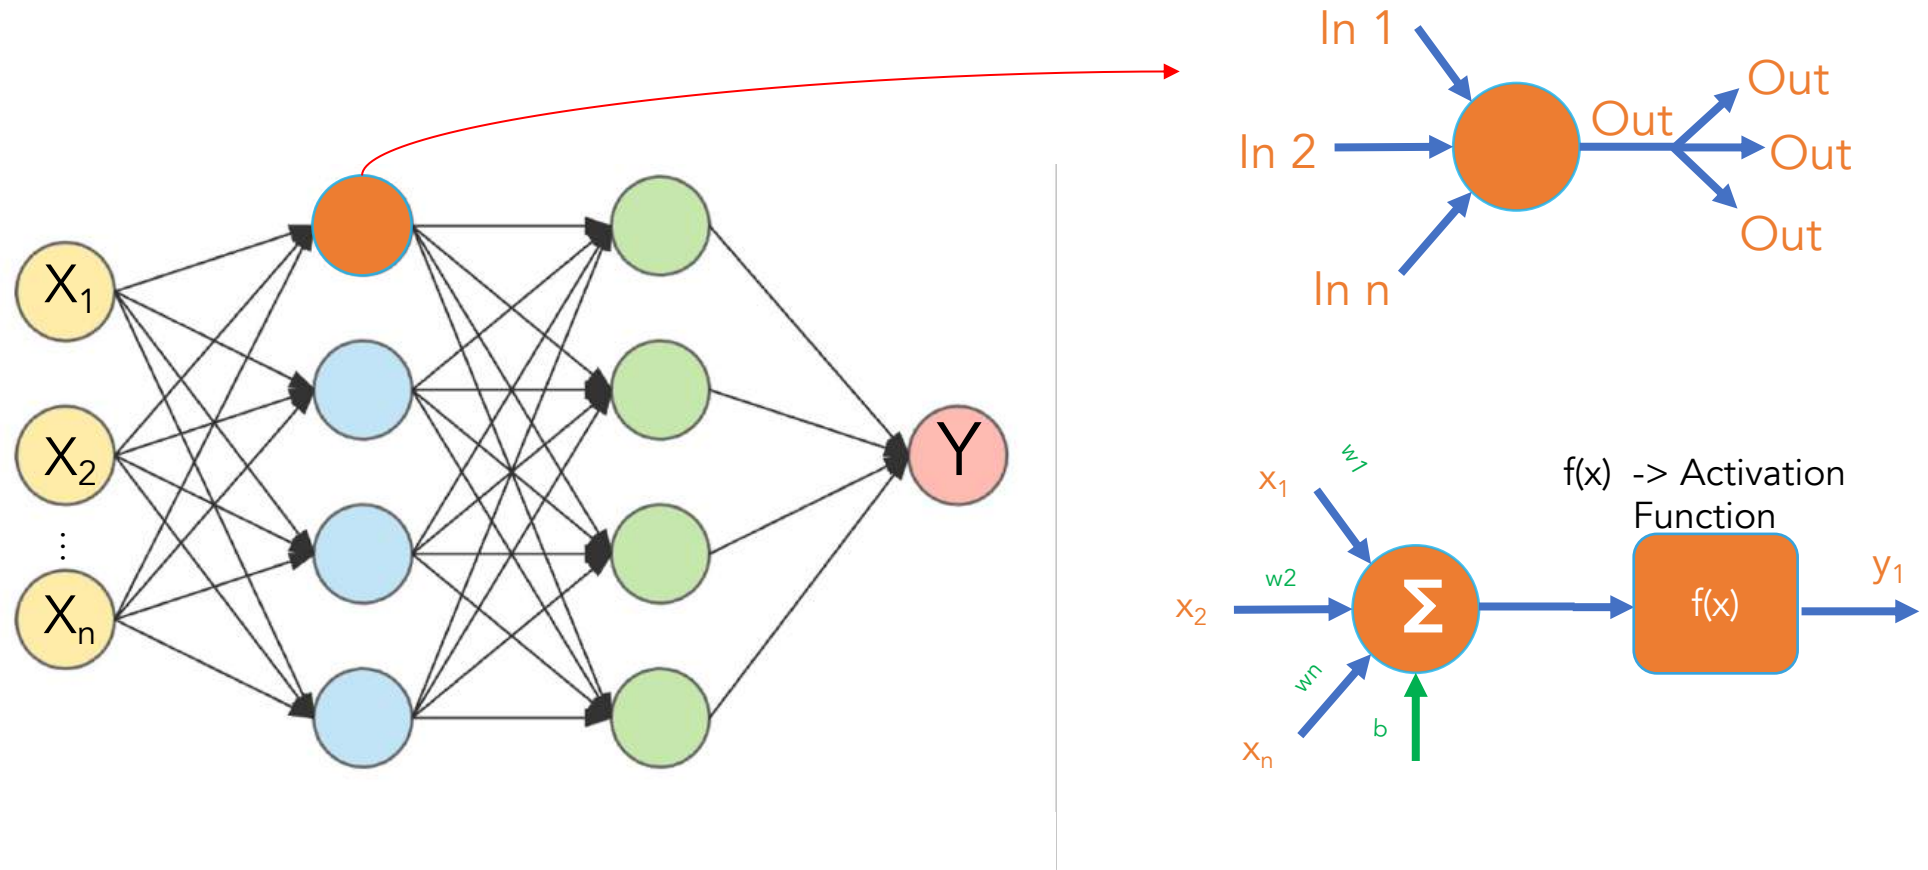 X₁
X₂
⋮
Xₙ
Y
In 1
In 2
In n
Out
Out
Out
Out
x₁
w1
x₂
w2
xₙ
wn
b
Σ
f(x) -> Activation
Function
f(x)
y₁